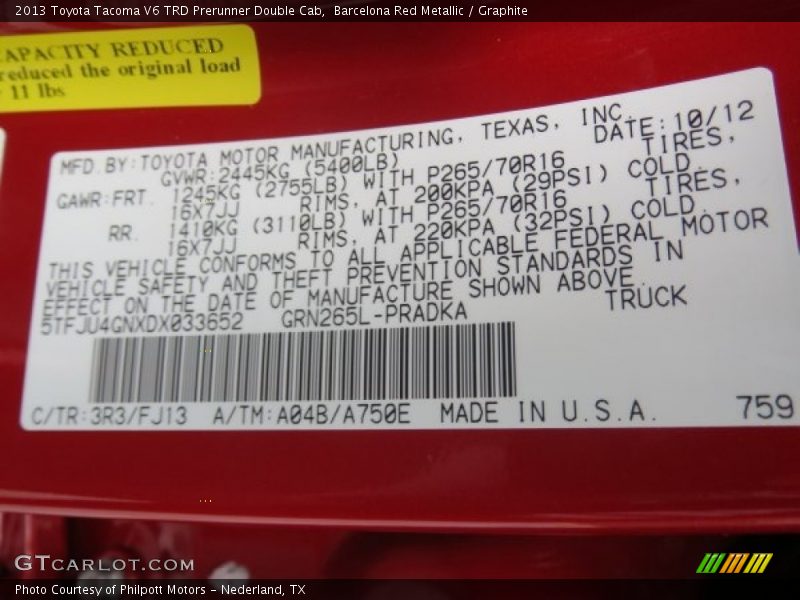 2013 Toyota Tacoma V6 TRD Prerunner Double Cab, Barcelona Red Metallic / Graphite
CAPACITY REDUCED
reduced the original load
11 lbs
MFD. BY: TOYOTA MOTOR MANUFACTURING, TEXAS, INC.
DATE: 10/12
GVWR: 2445KG (5400LB)
GAWR: FRT. 1245KG (2755LB) WITH P265/70R16 TIRES,
16X7JJ RIMS, AT 200KPA (29PSI) COLD.
RR. 1410KG (3110LB) WITH P265/70R16 TIRES,
16X7JJ RIMS, AT 220KPA (32PSI) COLD
THIS VEHICLE CONFORMS TO ALL APPLICABLE FEDERAL MOTOR
VEHICLE SAFETY AND THEFT PREVENTION STANDARDS IN
EFFECT ON THE DATE OF MANUFACTURE SHOWN ABOVE.
5TFJU4GNXDX033652 GRN265L-PRADKA TRUCK
C/TR: 3R3/FJ13 A/TM: A04B/A750E MADE IN U.S.A. 759
GTCARLOT.COM
Photo Courtesy of Philpott Motors - Nederland, TX